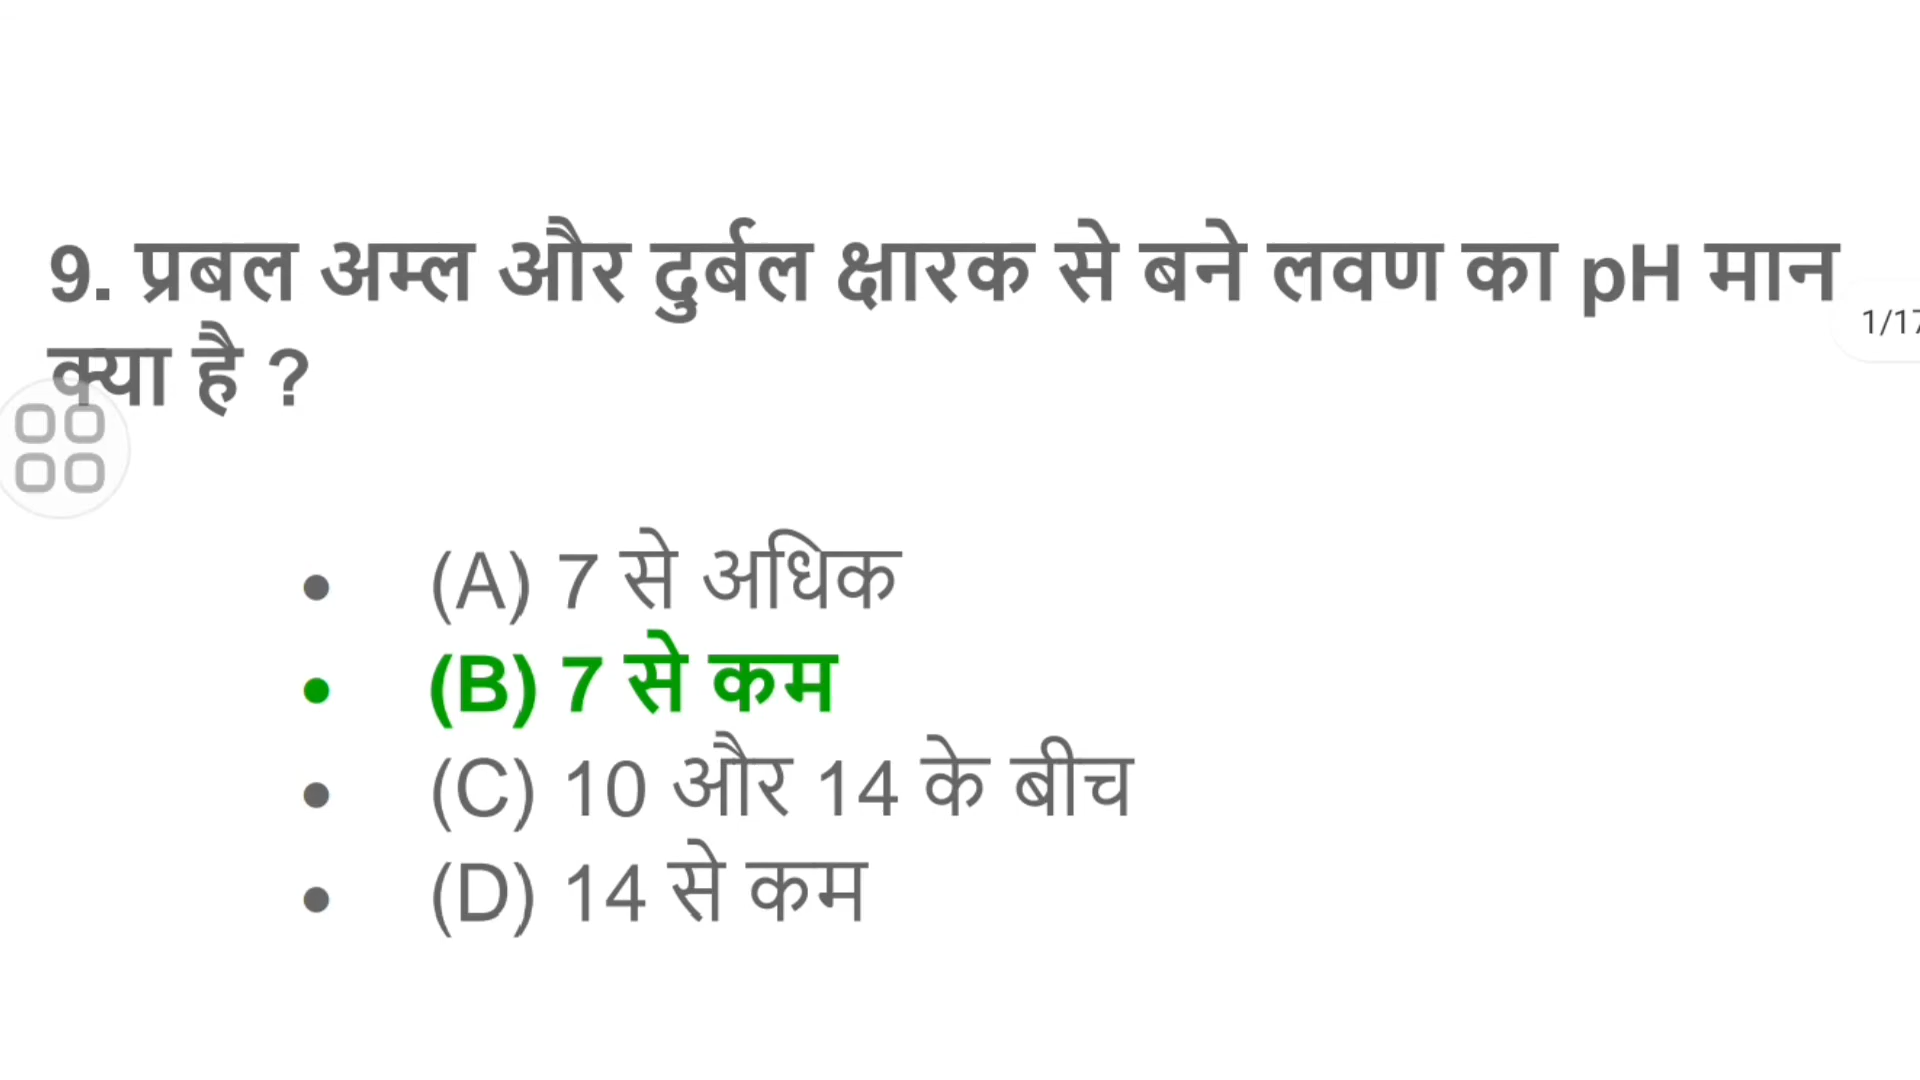 9. प्रबल अम्ल और दुर्बल क्षारक से बने लवण का pH मान
1/17
क्या है ?
(A) 7 से अधिक
(B) 7 से कम
(C) 10 और 14 के बीच
(D) 14 से कम